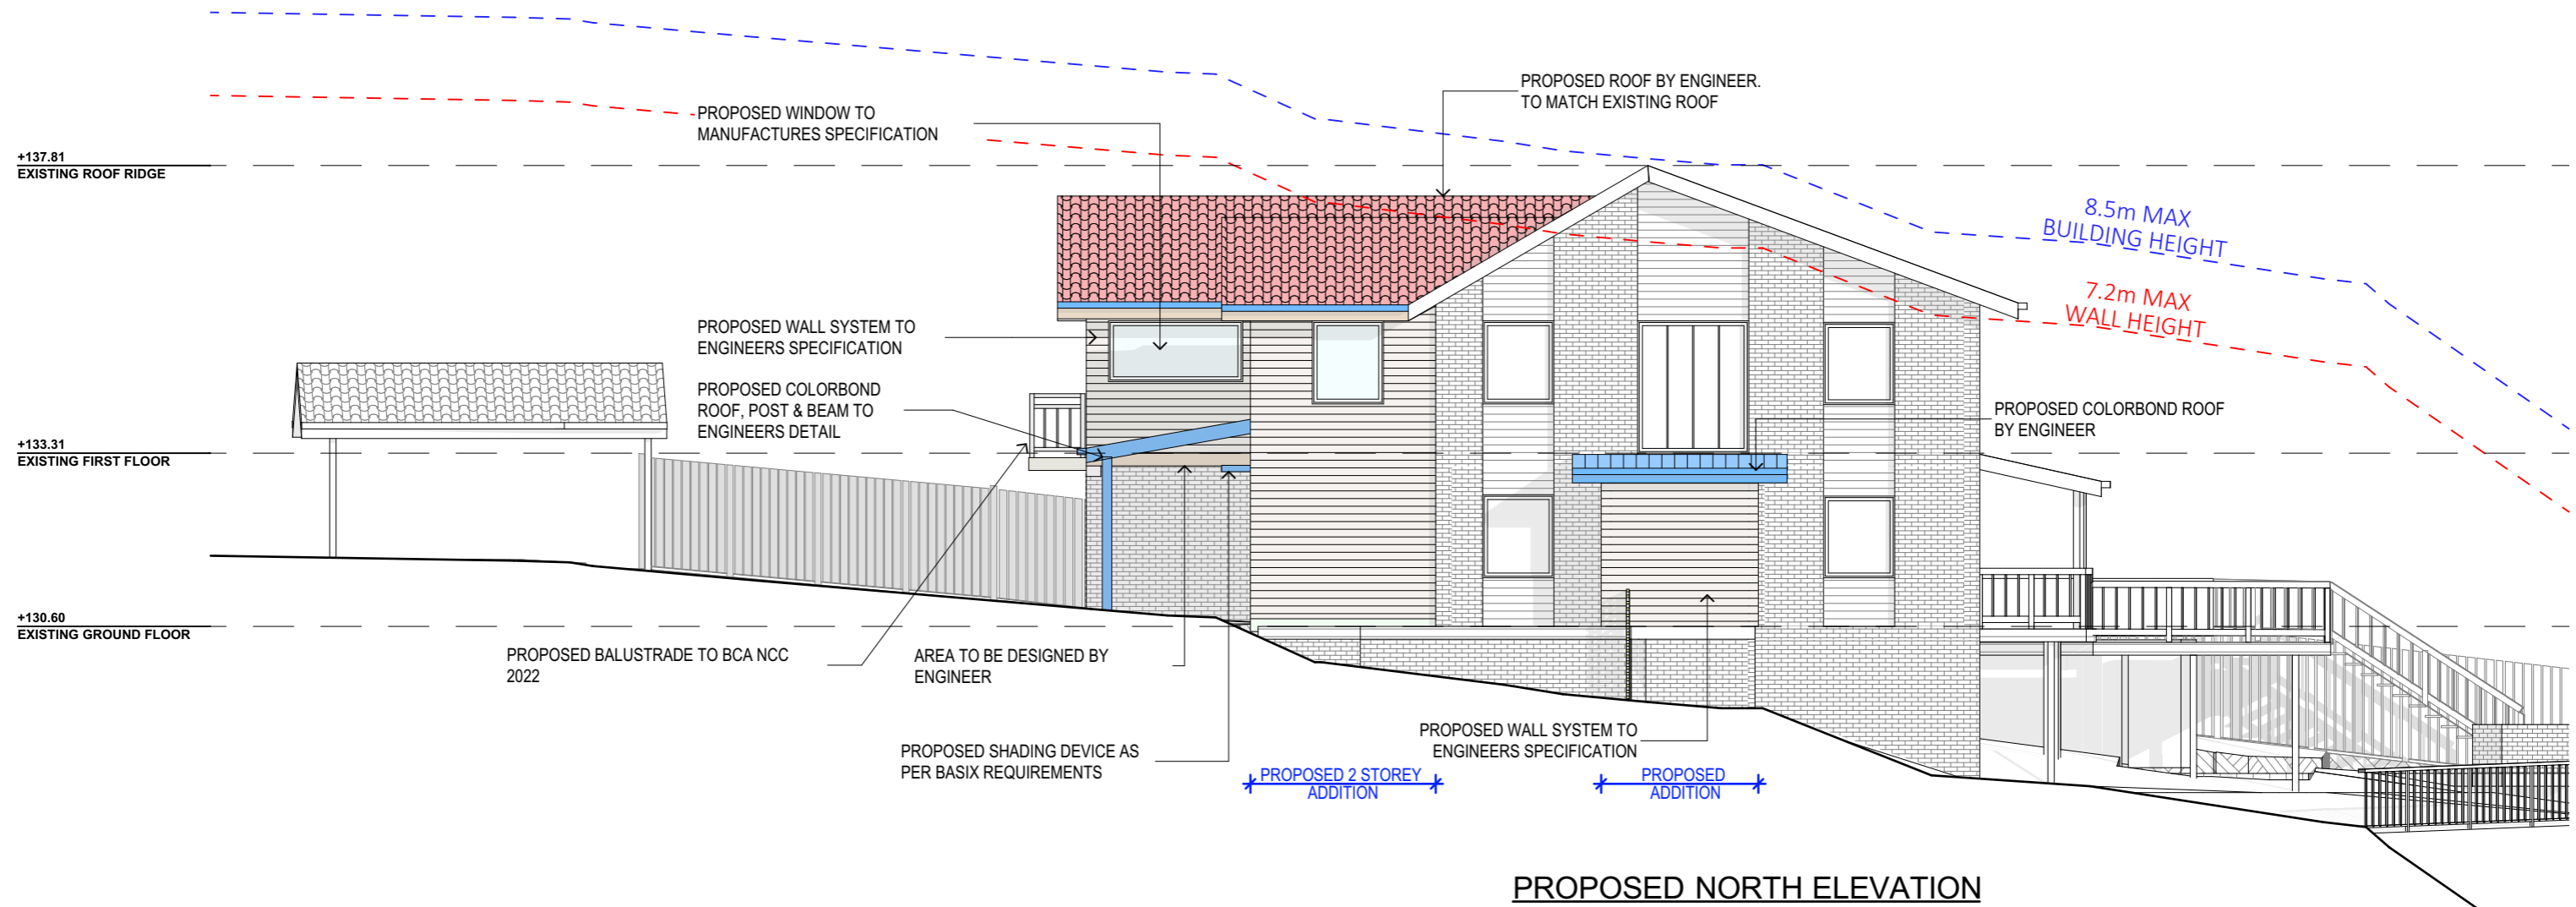 PROPOSED ROOF BY ENGINEER.
TO MATCH EXISTING ROOF
PROPOSED WINDOW TO
MANUFACTURES SPECIFICATION
+137.81
EXISTING ROOF RIDGE
8.5m MAX
BUILDING HEIGHT
7.2m MAX
WALL HEIGHT
PROPOSED WALL SYSTEM TO
ENGINEERS SPECIFICATION
PROPOSED COLORBOND
ROOF, POST & BEAM TO
ENGINEERS DETAIL
PROPOSED COLORBOND ROOF
BY ENGINEER
+133.31
EXISTING FIRST FLOOR
+130.60
EXISTING GROUND FLOOR
PROPOSED BALUSTRADE TO BCA NCC
2022
AREA TO BE DESIGNED BY
ENGINEER
PROPOSED SHADING DEVICE AS
PER BASIX REQUIREMENTS
PROPOSED WALL SYSTEM TO
ENGINEERS SPECIFICATION
PROPOSED 2 STOREY
ADDITION
PROPOSED
ADDITION
PROPOSED NORTH ELEVATION